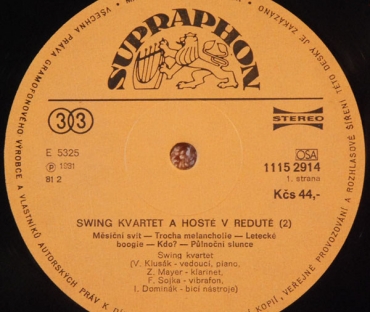 VŠECHNA PRÁVA GRAMOFONOVÉHO VÝROBCE A VLASTNÍKŮ AUTORSKÝCH PRÁV K
ŠÍŘENÍ TÉTO DESKY JE ZAKÁZÁNO
KOPIÍ, VEŘEJNÉ PROVOZOVÁNÍ A ROZHLASOVÉ
SUPRAPHON
33
STEREO
E 5325
℗ 1981
81 2
OSA
1115 2914
1. strana
Kčs 44,-
SWING KVARTET A HOSTÉ V REDUTĚ (2)
Měsíční svit — Trocha melancholie — Letecké
boogie — Kdo? — Půlnoční slunce
Swing kvartet
(V. Klusák - vedoucí, piano,
Z. Mayer - klarinet,
F. Sojka - vibrafon,
I. Dominák - bicí nástroje)